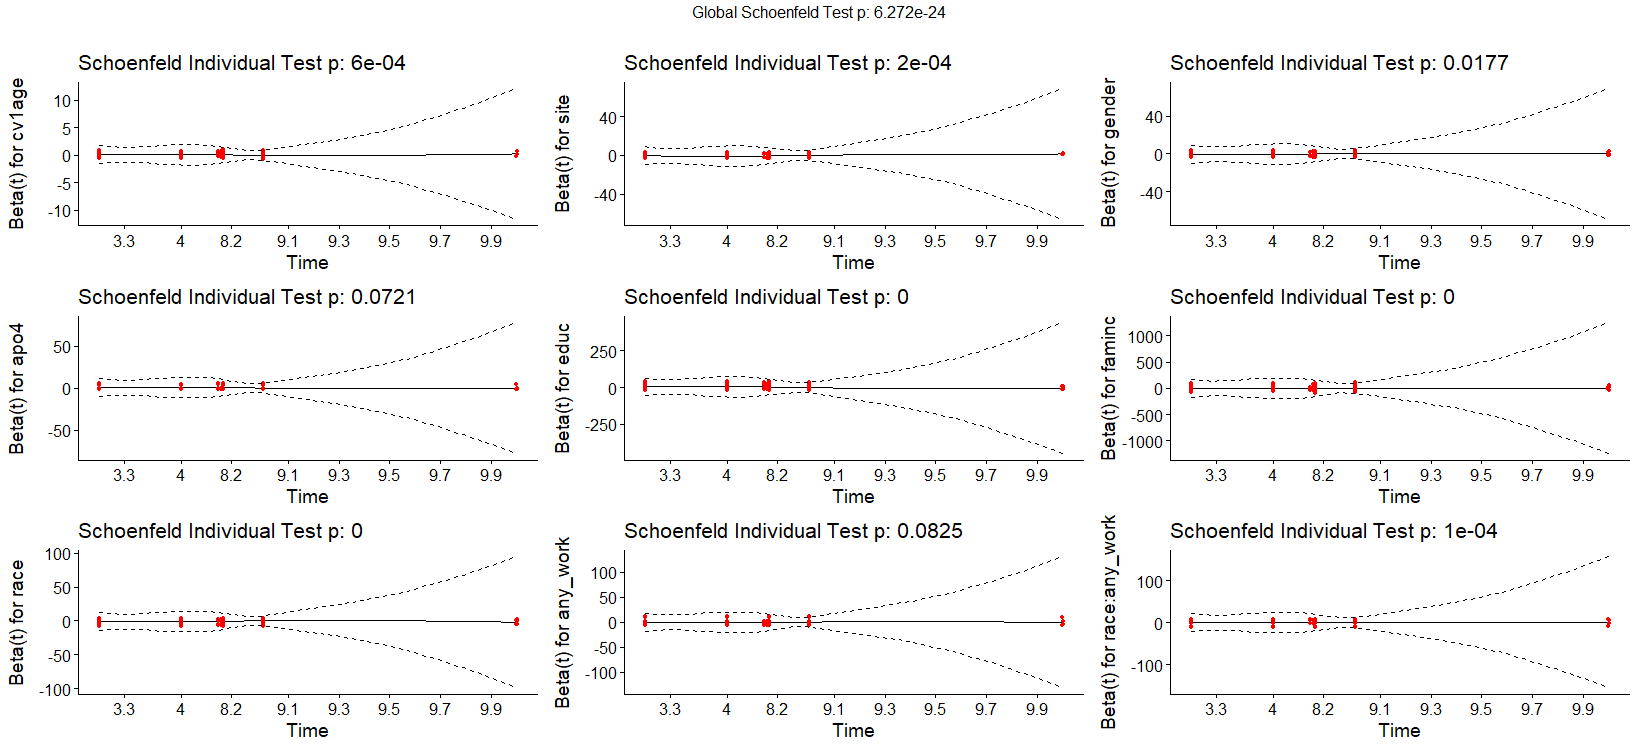 Global Schoenfeld Test p: 6.272e-24
Schoenfeld Individual Test p: 6e-04
Beta(t) for cv1age
10
5
0
-5
-10
3.3 4 8.2 9.1 9.3 9.5 9.7 9.9
Time
Schoenfeld Individual Test p: 2e-04
Beta(t) for site
40
0
-40
3.3 4 8.2 9.1 9.3 9.5 9.7 9.9
Time
Schoenfeld Individual Test p: 0.0177
Beta(t) for gender
40
0
-40
3.3 4 8.2 9.1 9.3 9.5 9.7 9.9
Time
Schoenfeld Individual Test p: 0.0721
Beta(t) for apo4
50
0
-50
3.3 4 8.2 9.1 9.3 9.5 9.7 9.9
Time
Schoenfeld Individual Test p: 0
Beta(t) for educ
250
0
-250
3.3 4 8.2 9.1 9.3 9.5 9.7 9.9
Time
Schoenfeld Individual Test p: 0
Beta(t) for faminc
1000
500
0
-500
-1000
3.3 4 8.2 9.1 9.3 9.5 9.7 9.9
Time
Schoenfeld Individual Test p: 0
Beta(t) for race
100
50
0
-50
-100
3.3 4 8.2 9.1 9.3 9.5 9.7 9.9
Time
Schoenfeld Individual Test p: 0.0825
Beta(t) for any_work
100
50
0
-50
-100
3.3 4 8.2 9.1 9.3 9.5 9.7 9.9
Time
Schoenfeld Individual Test p: 1e-04
Beta(t) for race:any_work
100
0
-100
3.3 4 8.2 9.1 9.3 9.5 9.7 9.9
Time